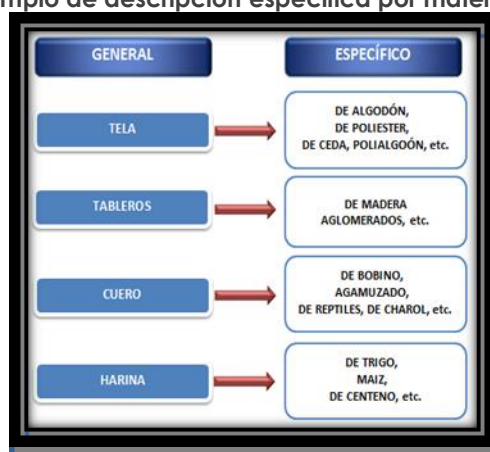 mplo de descripción específica por mater
GENERAL
ESPECÍFICO
TELA
DE ALGODÓN,
DE POLIESTER,
DE CEDA, POLIALGOÓN, etc.
TABLEROS
DE MADERA
AGLOMERADOS, etc.
CUERO
DE BOBINO,
AGAMUZADO,
DE REPTILES, DE CHAROL, etc.
HARINA
DE TRIGO,
MAIZ,
DE CENTENO, etc.